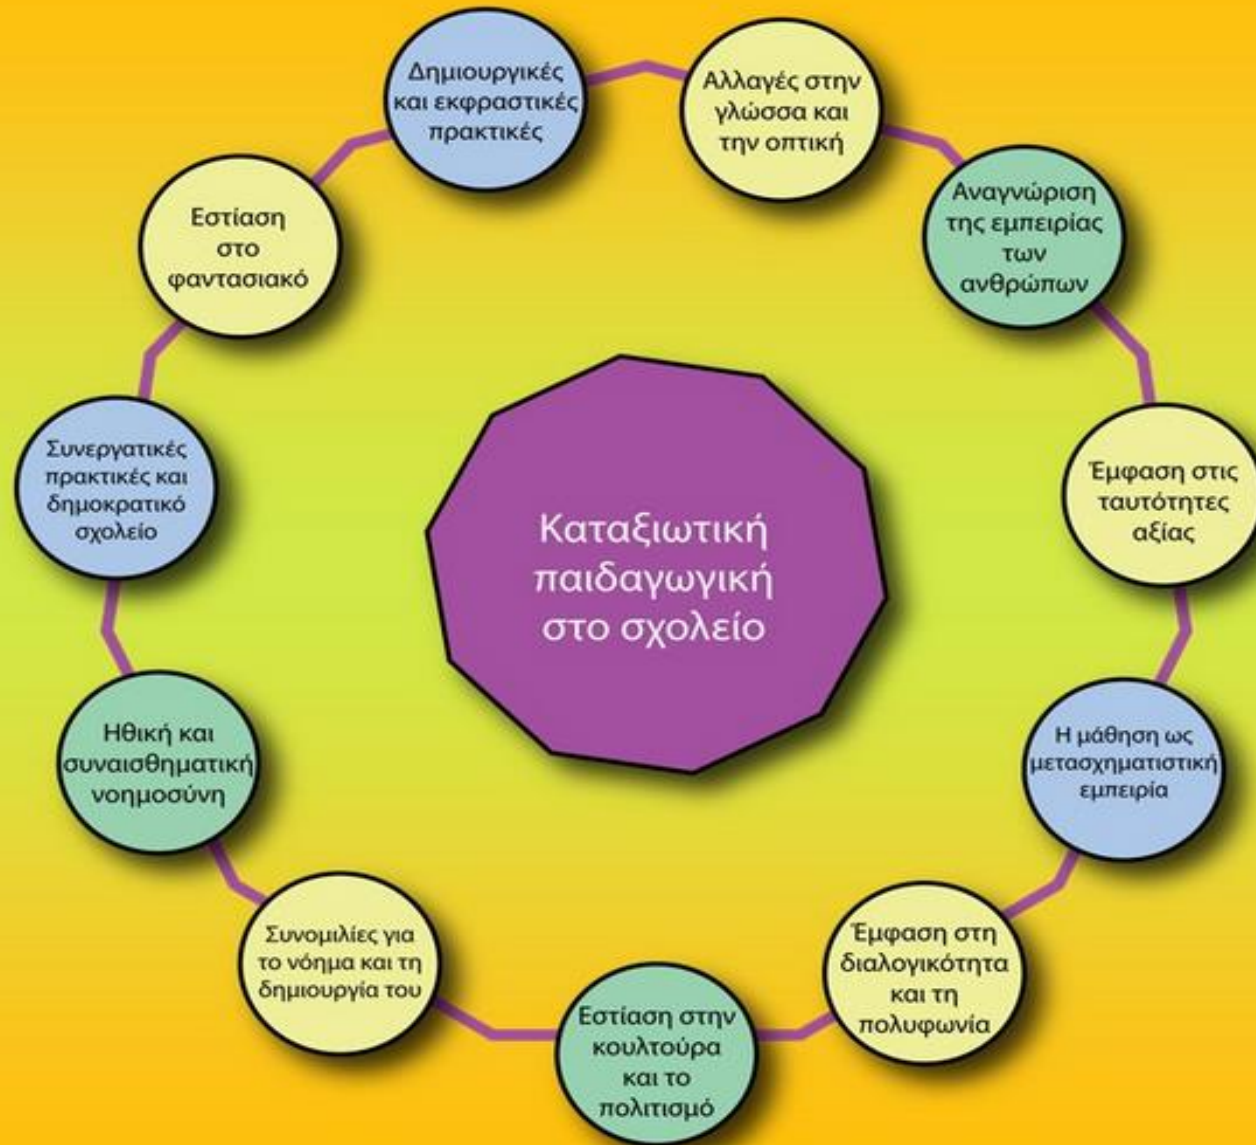 Δημιουργικές
και εκφραστικές
πρακτικές
Αλλαγές στην
γλώσσα και
την οπτική
Αναγνώριση
της εμπειρίας
των
ανθρώπων
Έμφαση στις
ταυτότητες
αξίας
Η μάθηση ως
μετασχηματιστική
εμπειρία
Έμφαση στη
διαλογικότητα
και τη
πολυφωνία
Εστίαση στην
κουλτούρα
και το
πολιτισμό
Συνομιλίες για
το νόημα και τη
δημιουργία του
Ηθική και
συναισθηματική
νοημοσύνη
Συνεργατικές
πρακτικές και
δημοκρατικό
σχολείο
Εστίαση
στο
φαντασιακό
Καταξιωτική
παιδαγωγική
στο σχολείο